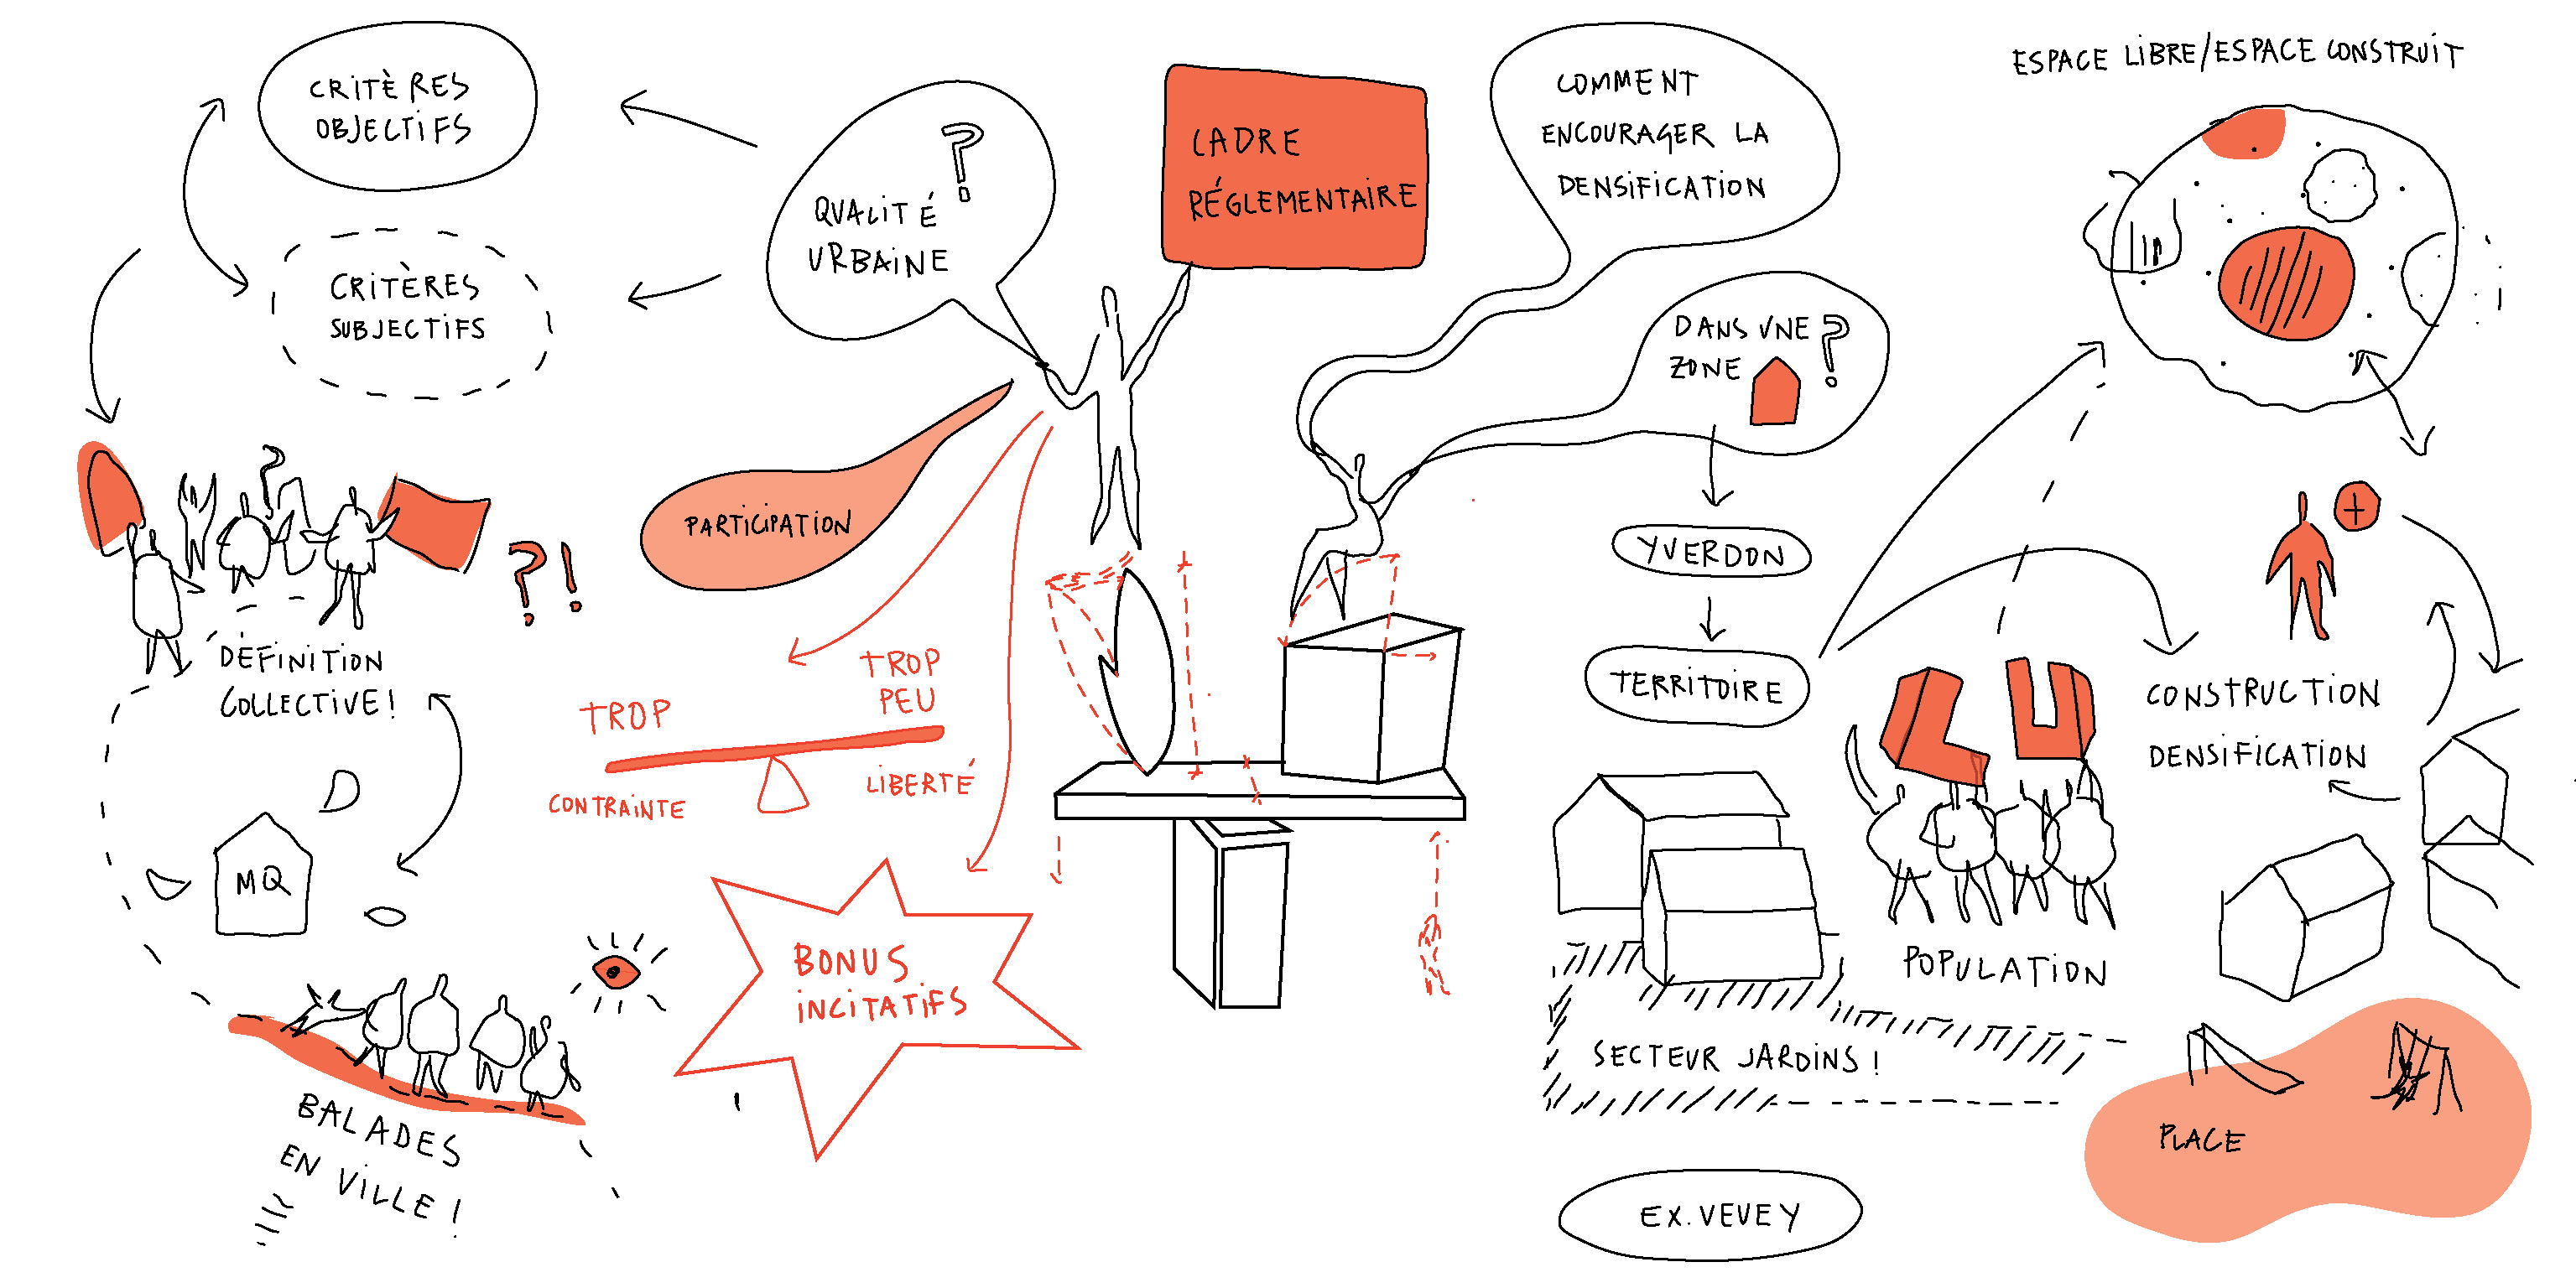 CRITÈRES
OBJECTIFS
CRITÈRES
SUBJECTIFS
?
QUALITÉ
URBAINE
CADRE
RÉGLEMENTAIRE
COMMENT
ENCOURAGER LA
DENSIFICATION
DANS UNE ?
ZONE
YVERDON
TERRITOIRE
ESPACE LIBRE/ESPACE CONSTRUIT
PARTICIPATION
?
?!
DÉFINITION
COLLECTIVE!
TROP
TROP
PEU
CONTRAINTE
LIBERTÉ
MQ
BONUS
INCITATIFS
BALADES
EN VILLE!
+
CONSTRUCTION
DENSIFICATION
POPULATION
SECTEUR JARDINS!
PLACE
EX. VEVEY